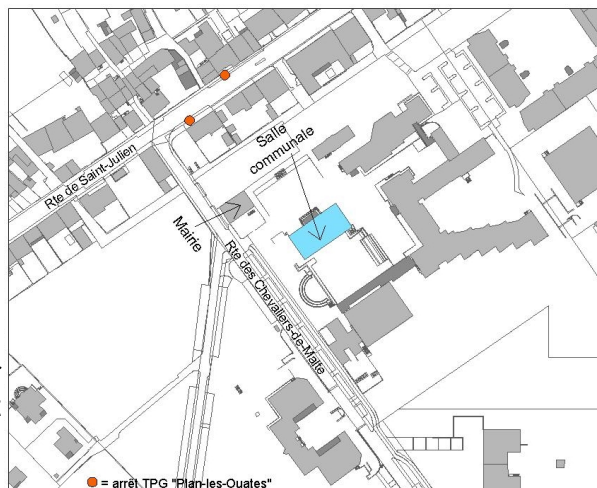 Salle
communale
Rte de Saint-Julien
Mairie
Rte des Chevaliers-de-Malte
= arrêt TPG "Plan-les-Ouates"